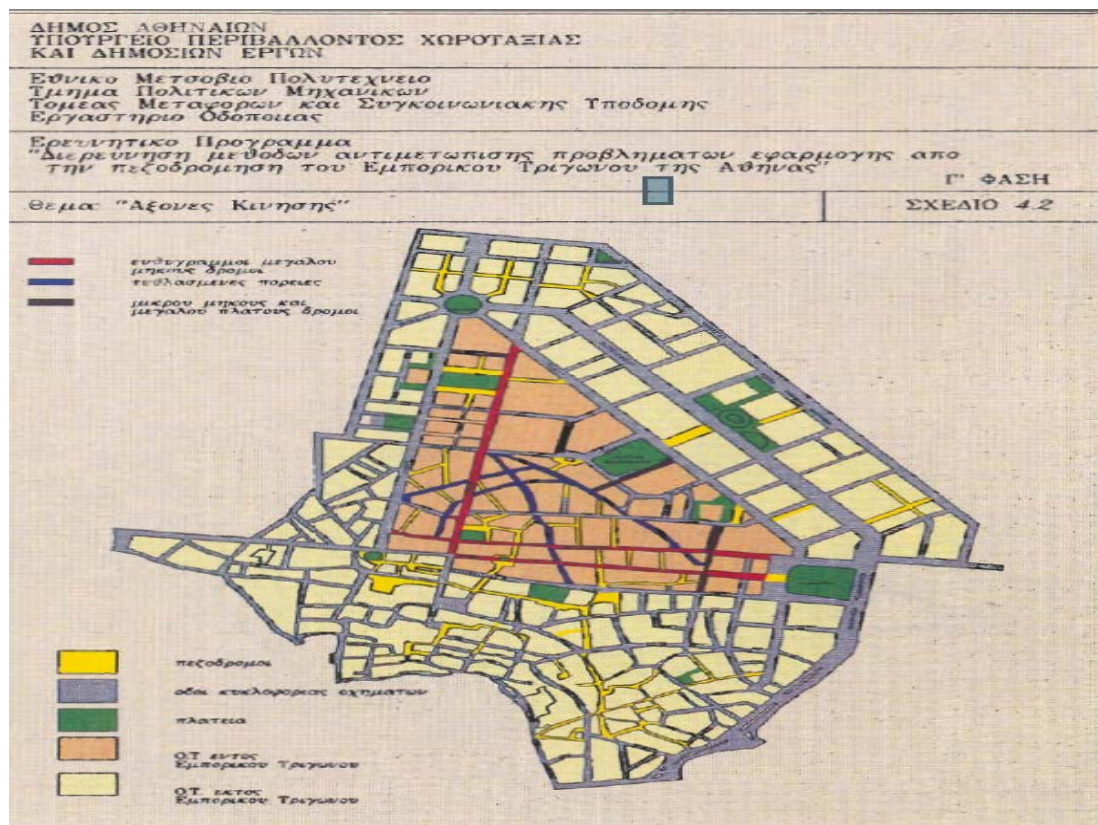 ΔΗΜΟΣ ΑΘΗΝΑΙΩΝ
ΥΠΟΥΡΓΕΙΟ ΠΕΡΙΒΑΛΛΟΝΤΟΣ ΧΩΡΟΤΑΞΙΑΣ
ΚΑΙ ΔΗΜΟΣΙΩΝ ΕΡΓΩΝ
Εθνικο Μετσοβιο Πολυτεχνειο
Τμημα Πολιτικων Μηχανικων
Τομεας Μεταφορων και Συγκοινωνιακης Υποδομης
Εργαστηριο Οδοποιιας
Ερευνητικο Προγραμμα
"Διερευνηση μεθοδων αντιμετωπισης προβληματων εφαρμογης απο
την πεζοδρομηση του Εμπορικου Τριγωνου της Αθηνας"
Γ' ΦΑΣΗ
Θεμα: "Αξονες Κινησης"
ΣΧΕΔΙΟ 4.2
ευθυγραμμοι μεγαλου
μηκους δρομοι
τεθλασμενες πορειες
μικρου μηκους και
μεγαλου πλατους δρομοι
πεζοδρομοι
οδοι κυκλοφοριας οχηματων
πλατεια
Ο.Τ. εντος
Εμπορικου Τριγωνου
Ο.Τ. εκτος
Εμπορικου Τριγωνου